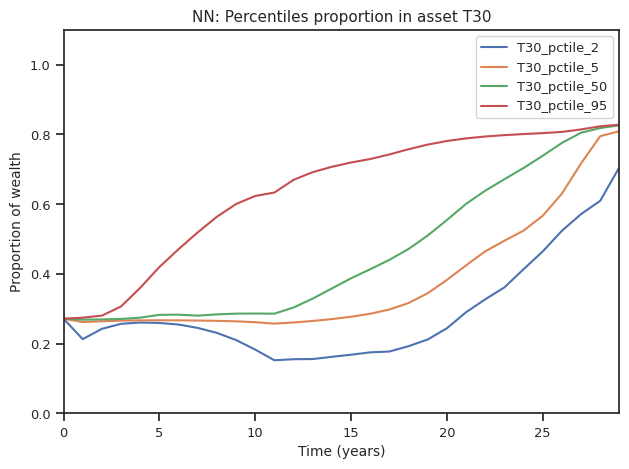 NN: Percentiles proportion in asset T30
T30_pctile_2
T30_pctile_5
T30_pctile_50
T30_pctile_95
1.0
0.8
0.6
0.4
0.2
0.0
Proportion of wealth
0 5 10 15 20 25
Time (years)